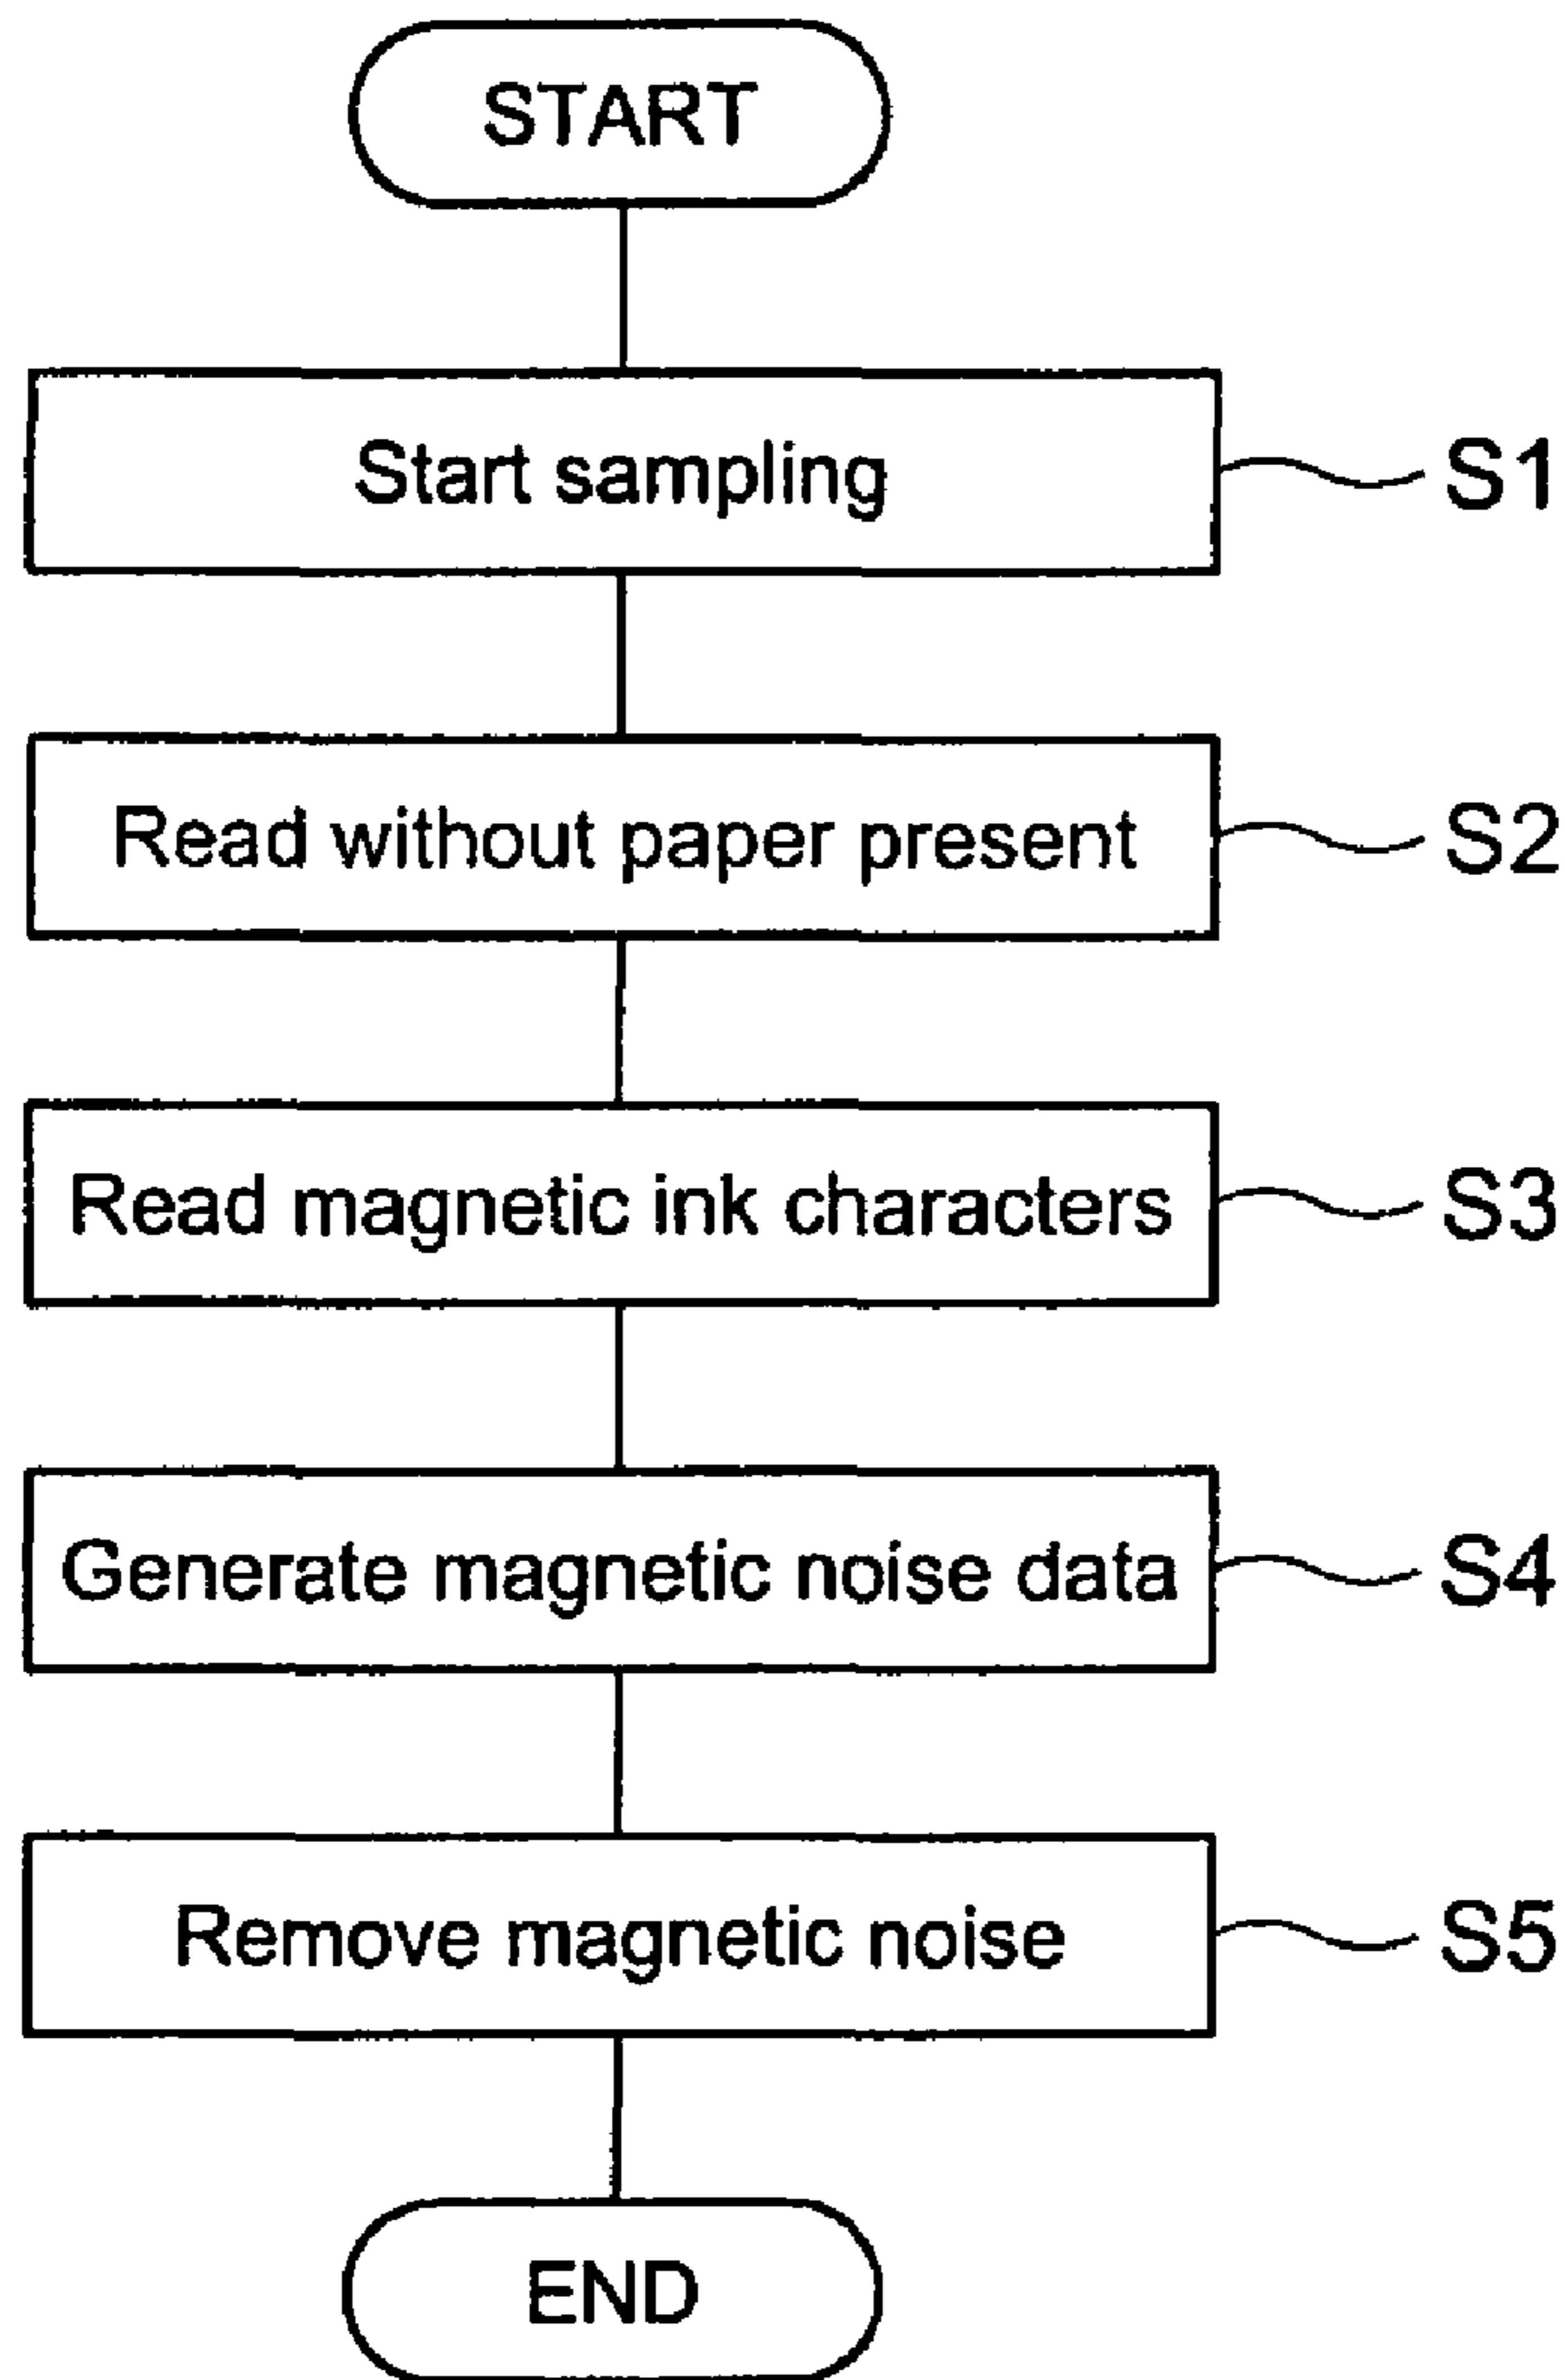 START
Start sampling
S1
Read without paper present
S2
Read magnetic ink characters
S3
Generate magnetic noise data
S4
Remove magnetic noise
S5
END